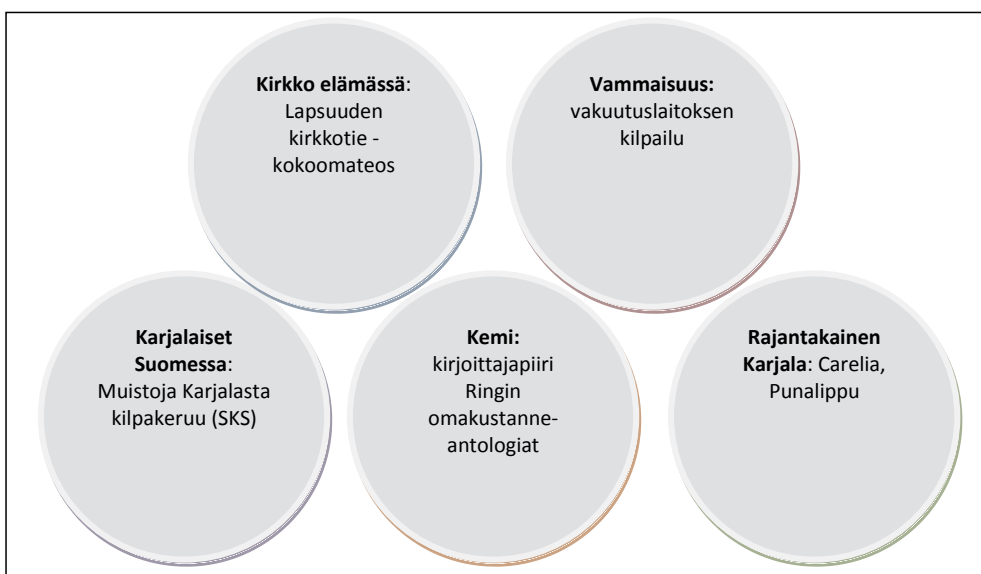 Kirkko elämässä:
Lapsuuden
kirkkotie -
kokoomateos
Vammaisuus:
vakuutuslaitoksen
kilpailu
Karjalaiset
Suomessa:
Muistoja Karjalasta
kilpakeruu (SKS)
Kemi:
kirjoittajapiiri
Ringin
omakustanne-
antologiat
Rajantakainen
Karjala: Carelia,
Punalippu